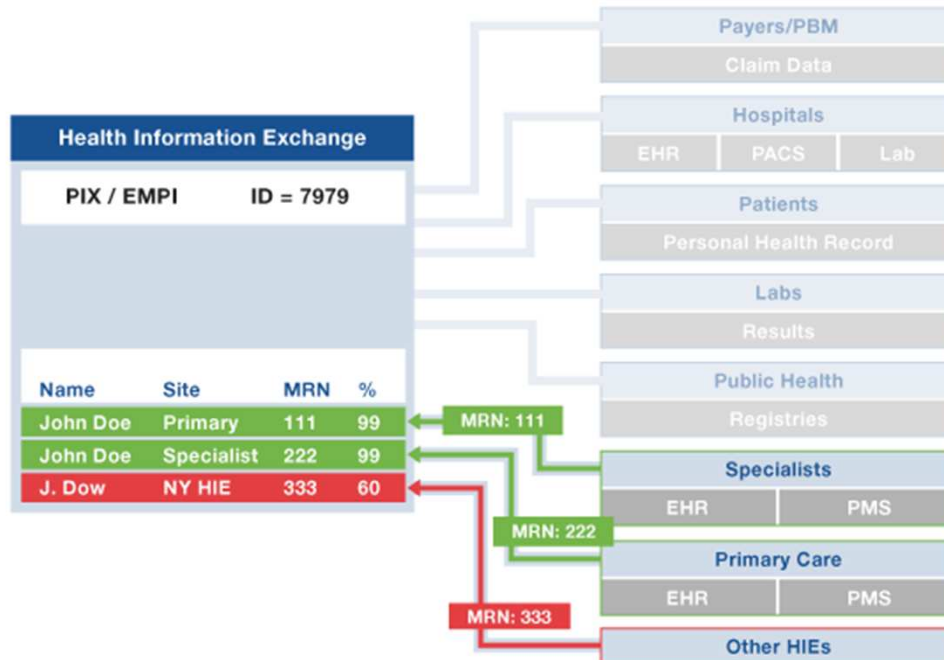 Payers/PBM
Claim Data
Hospitals
EHR PACS Lab
Patients
Personal Health Record
Labs
Results
Public Health
Registries
Specialists
EHR PMS
Primary Care
EHR PMS
Other HIEs
Health Information Exchange
PIX / EMPI ID = 7979
Name Site MRN %
John Doe Primary 111 99
John Doe Specialist 222 99
J. Dow NY HIE 333 60
MRN: 111
MRN: 222
MRN: 333